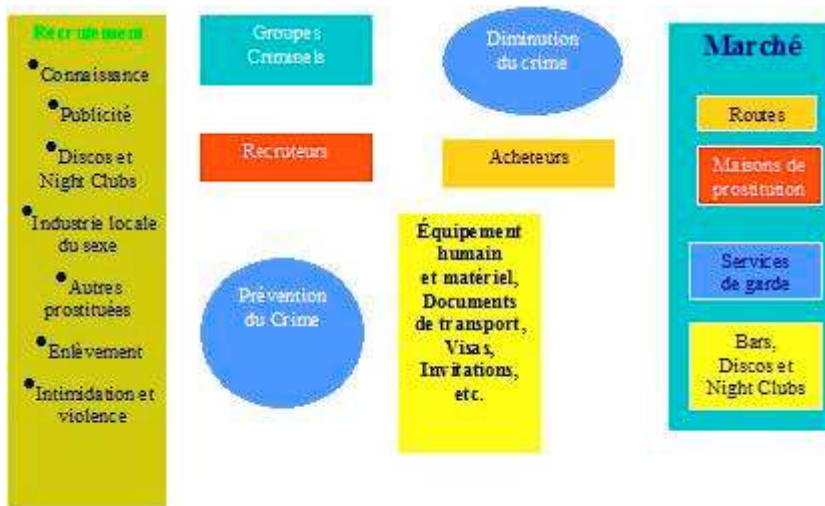 Recrutement
•Connaissance
•Publicité
•Discos et
Night Clubs
•Industrie locale
du sexe
•Autres
prostituées
•Enlèvement
•Intimidation et
violence
Groupes
Criminels
Recruteurs
Prévention
du Crime
Diminution
du crime
Acheteurs
Équipement
humain
et matériel,
Documents
de transport,
Visas,
Invitations,
etc.
Marché
Routes
Maisons de
prostitution
Services
de garde
Bars,
Discos et
Night Clubs